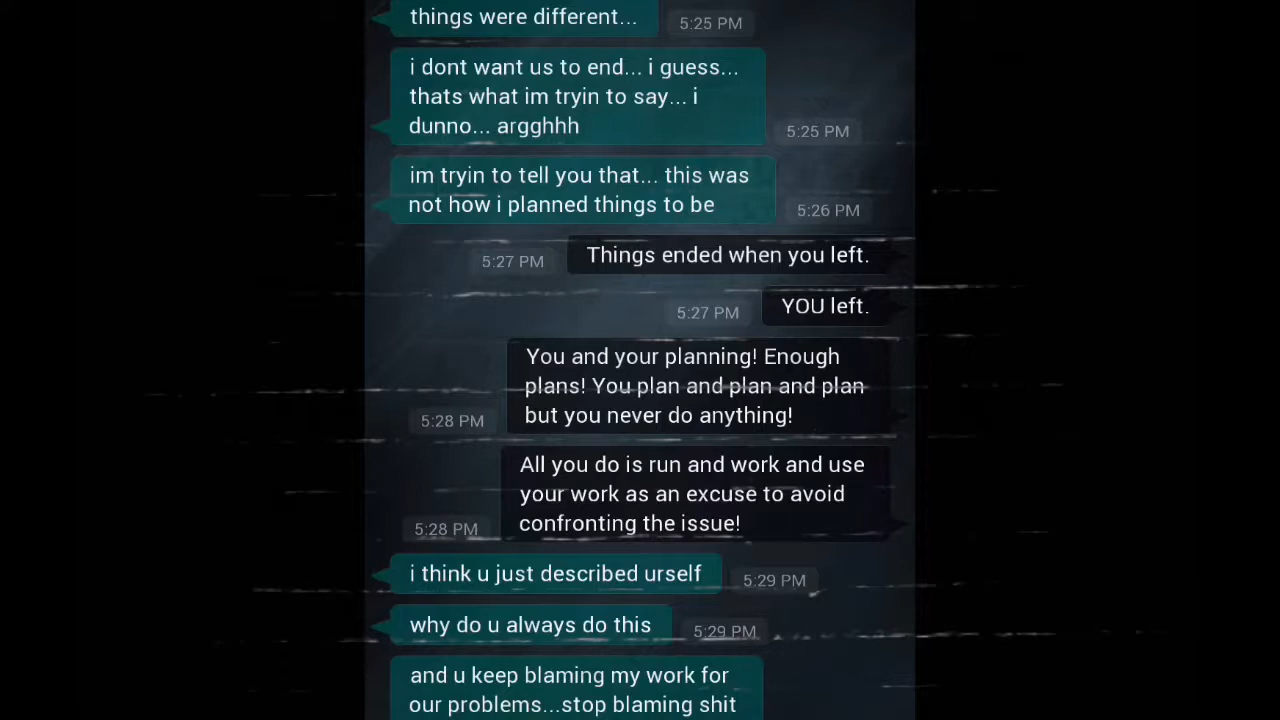 things were different...
5:25 PM
i dont want us to end... i guess...
thats what im tryin to say... i
dunno... argghhh
5:25 PM
im tryin to tell you that... this was
not how i planned things to be
5:26 PM
Things ended when you left.
5:27 PM
YOU left.
5:27 PM
You and your planning! Enough
plans! You plan and plan and plan
but you never do anything!
5:28 PM
All you do is run and work and use
your work as an excuse to avoid
confronting the issue!
5:28 PM
i think u just described urself
5:29 PM
why do u always do this
5:29 PM
and u keep blaming my work for
our problems...stop blaming shit